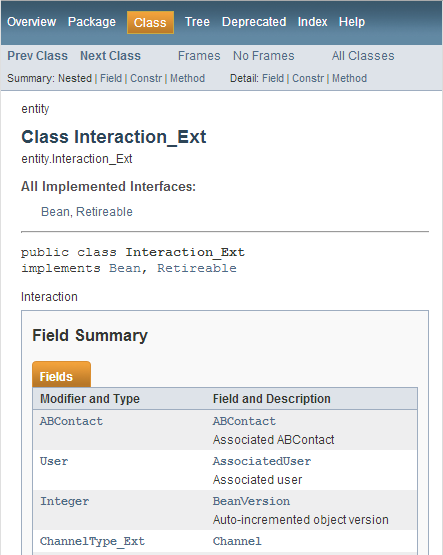 Overview Package Class Tree Deprecated Index Help
Prev Class Next Class Frames No Frames All Classes
Summary: Nested | Field | Constr | Method Detail: Field | Constr | Method
entity
Class Interaction_Ext
entity.Interaction_Ext
All Implemented Interfaces:
Bean, Retireable
public class Interaction_Ext
implements Bean, Retireable
Interaction
Field Summary
Fields
Modifier and Type Field and Description
ABContact ABContact
Associated ABContact
User AssociatedUser
Associated user
Integer BeanVersion
Auto-incremented object version
ChannelType_Ext Channel